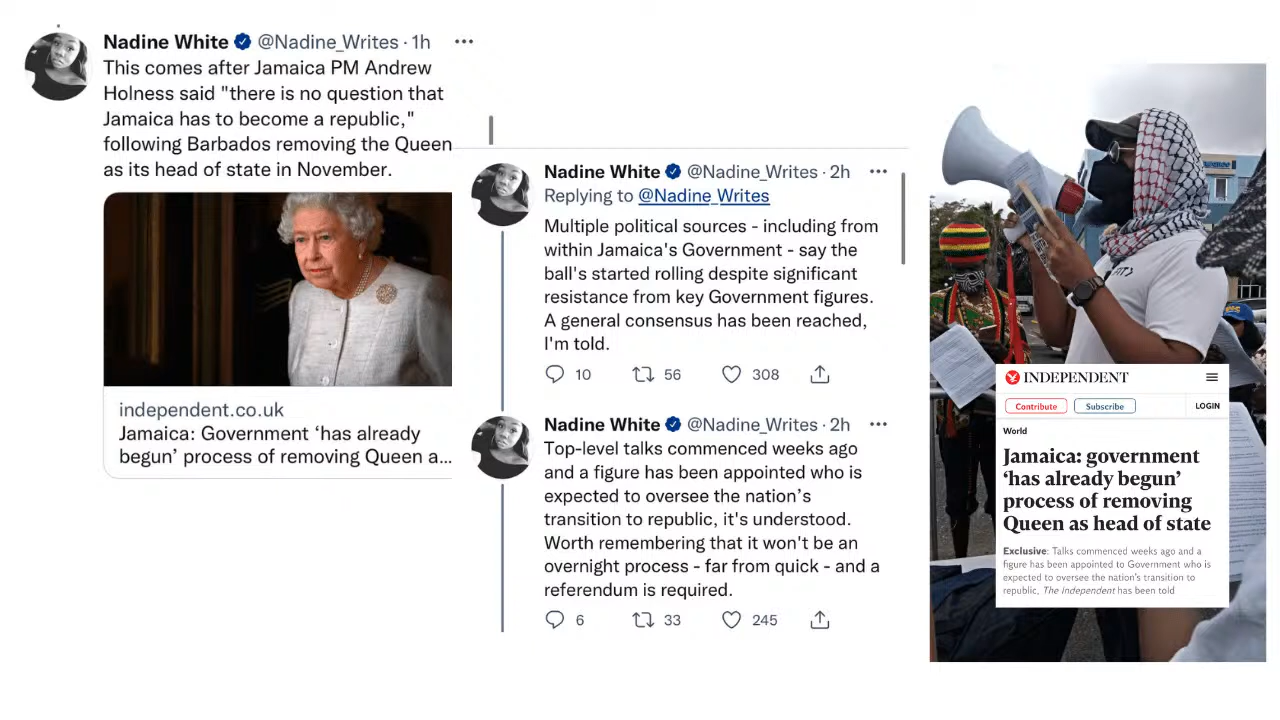 Nadine White @Nadine_Writes · 1h
This comes after Jamaica PM Andrew
Holness said "there is no question that
Jamaica has to become a republic,"
following Barbados removing the Queen
as its head of state in November.
independent.co.uk
Jamaica: Government ‘has already
begun’ process of removing Queen a...
Nadine White @Nadine_Writes · 2h
Replying to @Nadine_Writes
Multiple political sources - including from
within Jamaica's Government - say the
ball's started rolling despite significant
resistance from key Government figures.
A general consensus has been reached,
I'm told.
10 56 308
Nadine White @Nadine_Writes · 2h
Top-level talks commenced weeks ago
and a figure has been appointed who is
expected to oversee the nation’s
transition to republic, it's understood.
Worth remembering that it won't be an
overnight process - far from quick - and a
referendum is required.
6 33 245
INDEPENDENT
Contribute Subscribe LOGIN
World
Jamaica: government
‘has already begun’
process of removing
Queen as head of state
Exclusive: Talks commenced weeks ago and a
figure has been appointed to Government who is
expected to oversee the nation's transition to
republic, The Independent has been told